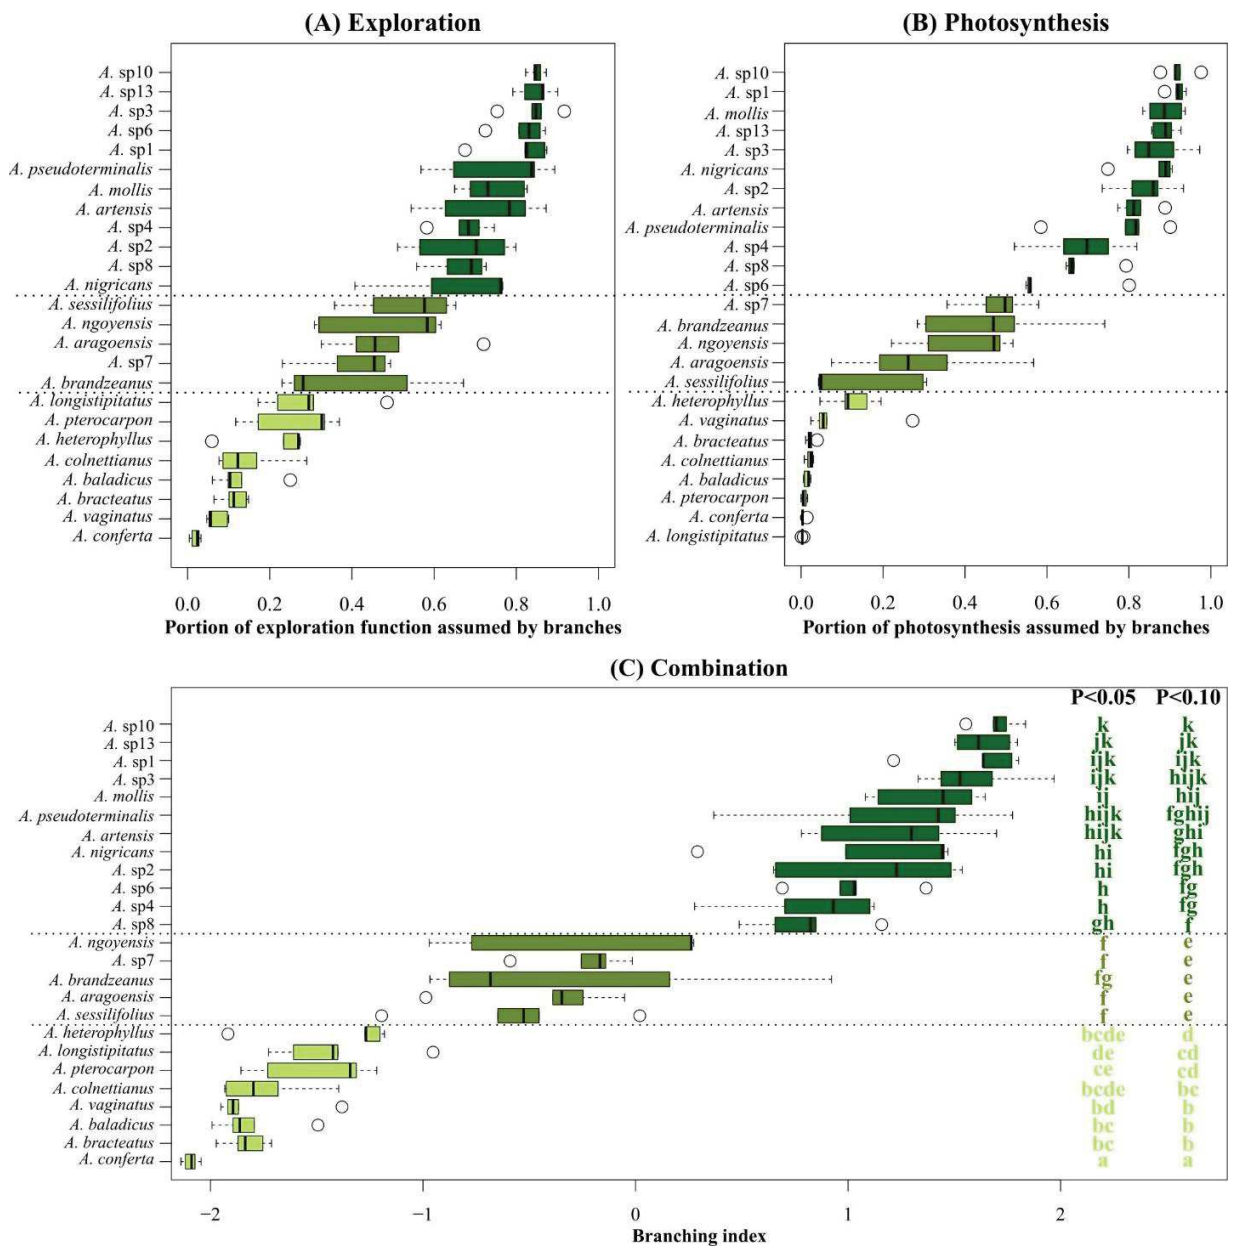 (A) Exploration
A. sp10
A. sp13
A. sp3
A. sp6
A. sp1
A. pseudoterminalis
A. mollis
A. artensis
A. sp4
A. sp2
A. sp8
A. nigricans
A. sessilifolius
A. ngoyensis
A. aragoensis
A. sp7
A. brandzeanus
A. longistipitatus
A. pterocarpon
A. heterophyllus
A. colnettianus
A. baladicus
A. bracteatus
A. vaginatus
A. conferta
0.0 0.2 0.4 0.6 0.8 1.0
Portion of exploration function assumed by branches
(B) Photosynthesis
A. sp10
A. sp1
A. mollis
A. sp13
A. sp3
A. nigricans
A. sp2
A. artensis
A. pseudoterminalis
A. sp4
A. sp8
A. sp6
A. sp7
A. brandzeanus
A. ngoyensis
A. aragoensis
A. sessilifolius
A. heterophyllus
A. vaginatus
A. bracteatus
A. colnettianus
A. baladicus
A. pterocarpon
A. conferta
A. longistipitatus
0.0 0.2 0.4 0.6 0.8 1.0
Portion of photosynthesis assumed by branches
(C) Combination
P<0.05 P<0.10
A. sp10 k k
A. sp13 jk jk
A. sp1 ijk ijk
A. sp3 ijk hijk
A. mollis ij hij
A. pseudoterminalis hijk fghij
A. artensis hijk ghi
A. nigricans hi fgh
A. sp2 hi fgh
A. sp6 h fg
A. sp4 h fg
A. sp8 gh f
A. ngoyensis f e
A. sp7 f e
A. brandzeanus fg e
A. aragoensis f e
A. sessilifolius f e
A. heterophyllus bcde d
A. longistipitatus de cd
A. pterocarpon ce cd
A. colnettianus bcde bc
A. vaginatus bd b
A. baladicus bc b
A. bracteatus bc b
A. conferta a a
−2 −1 0 1 2
Branching index